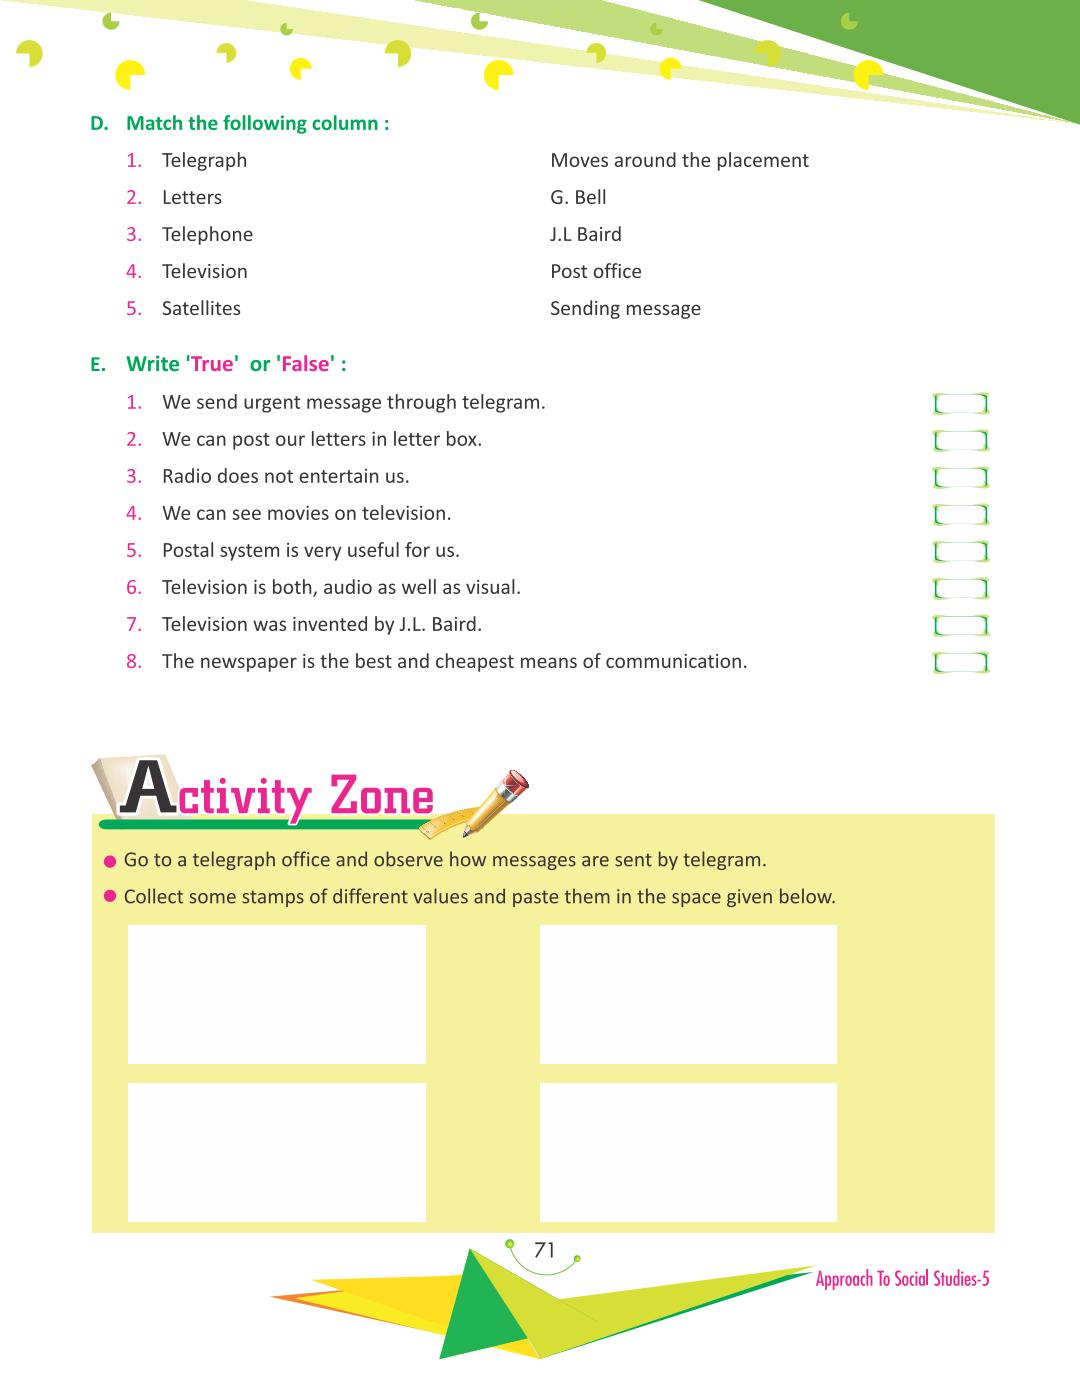 D. Match the following column :
1. Telegraph Moves around the placement
2. Letters G. Bell
3. Telephone J.L Baird
4. Television Post office
5. Satellites Sending message
E. Write 'True' or 'False' :
1. We send urgent message through telegram.
2. We can post our letters in letter box.
3. Radio does not entertain us.
4. We can see movies on television.
5. Postal system is very useful for us.
6. Television is both, audio as well as visual.
7. Television was invented by J.L. Baird.
8. The newspaper is the best and cheapest means of communication.
Activity Zone
● Go to a telegraph office and observe how messages are sent by telegram.
● Collect some stamps of different values and paste them in the space given below.
71
Approach To Social Studies-5